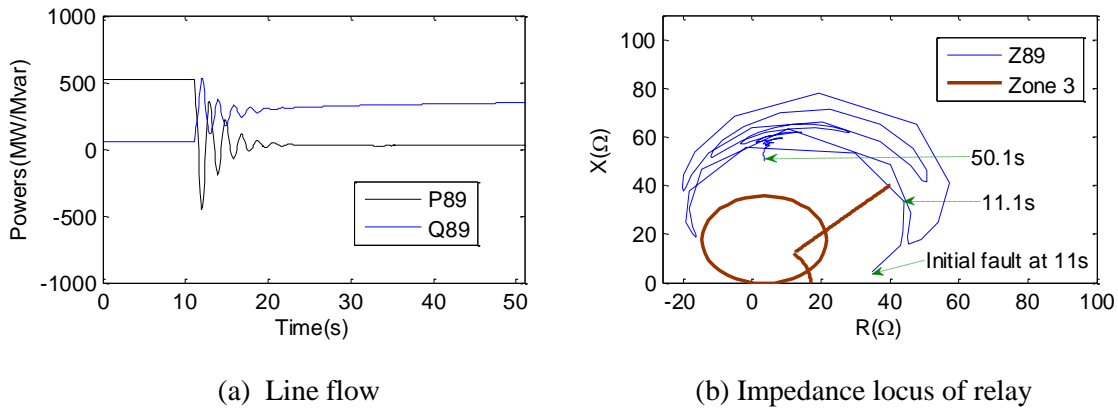 1000
500
0
-500
-1000
0
10
20
30
40
50
Powers(MW/Mvar)
Time(s)
P89
Q89
(a) Line flow
100
80
60
40
20
0
-20
0
20
40
60
80
100
X(Ω)
R(Ω)
Z89
Zone 3
50.1s
11.1s
Initial fault at 11s
(b) Impedance locus of relay